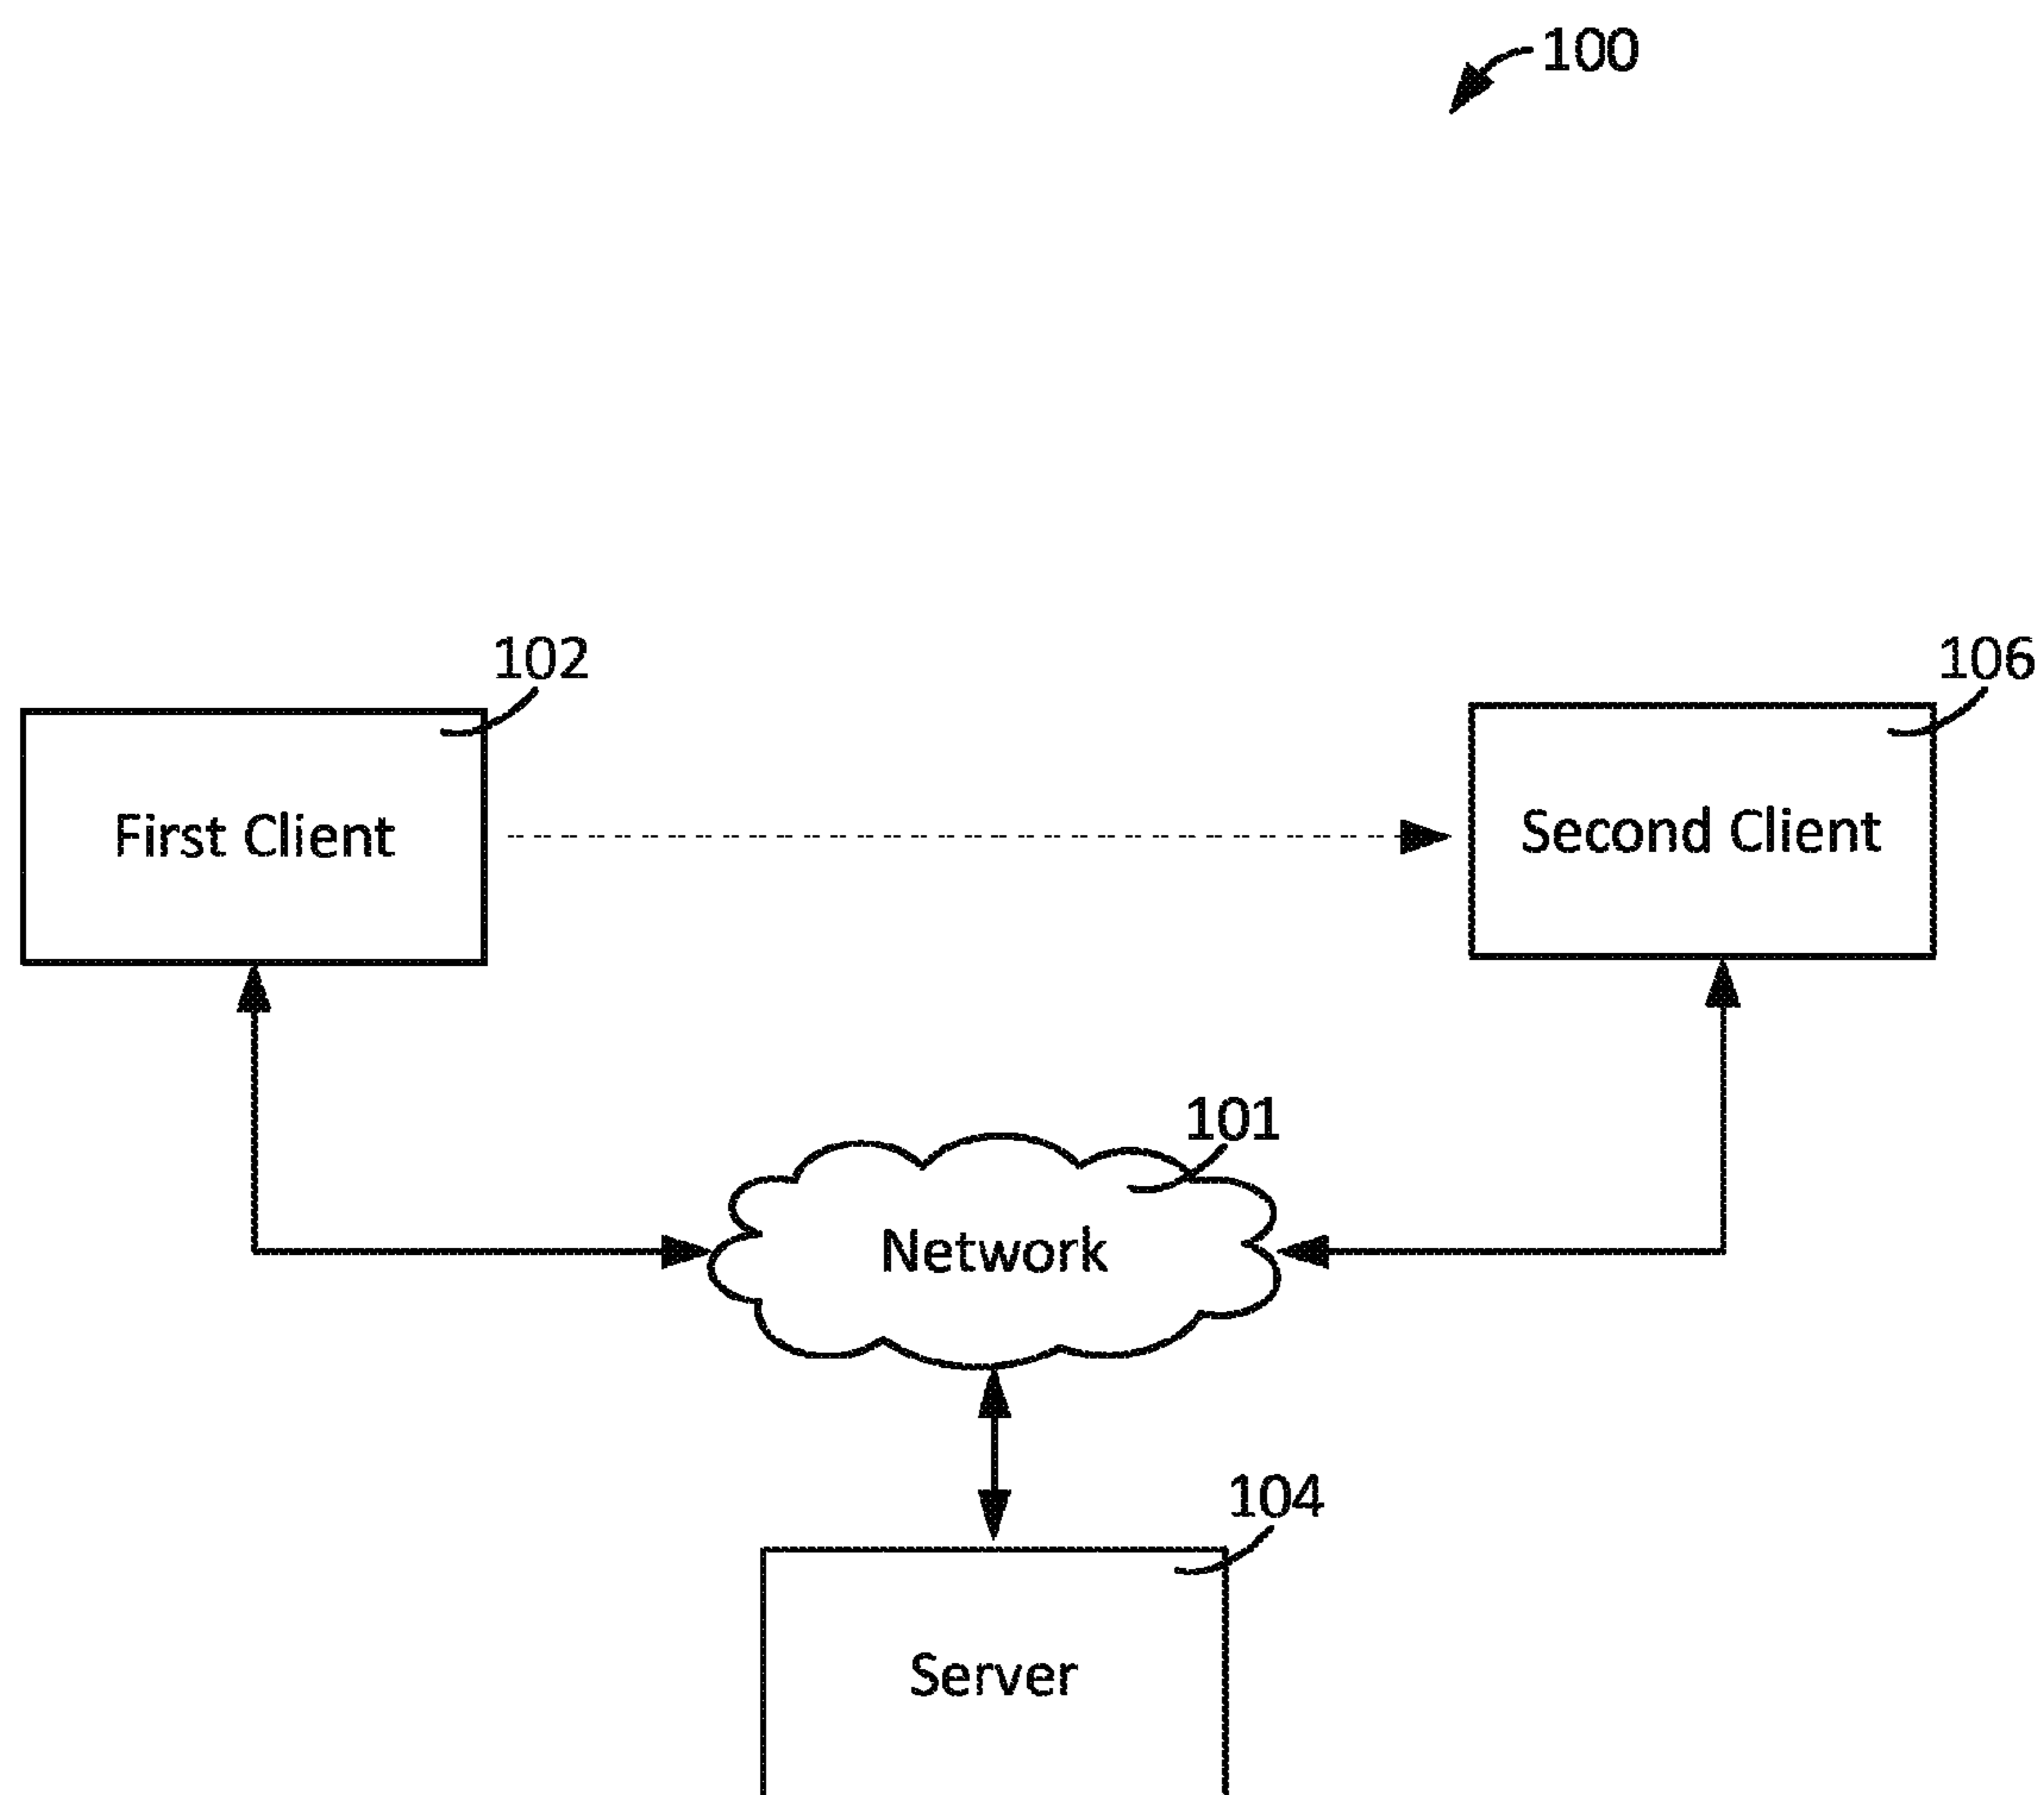 100
102
106
First Client
Second Client
101
Network
104
Server